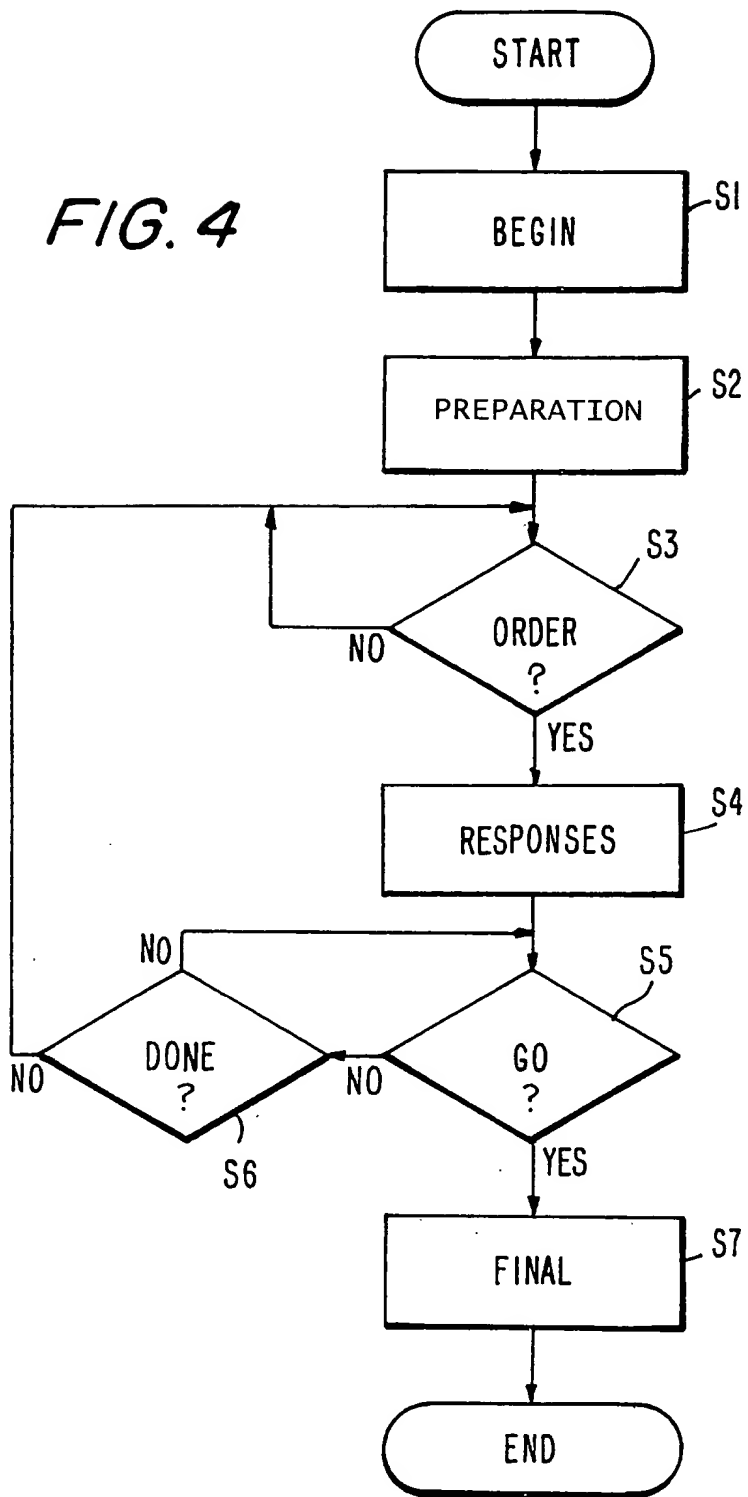 START
FIG. 4
BEGIN
S1
PREPARATION
S2
ORDER
?
S3
NO
YES
RESPONSES
S4
NO
DONE
?
NO
S6
GO
?
S5
NO
YES
FINAL
S7
END